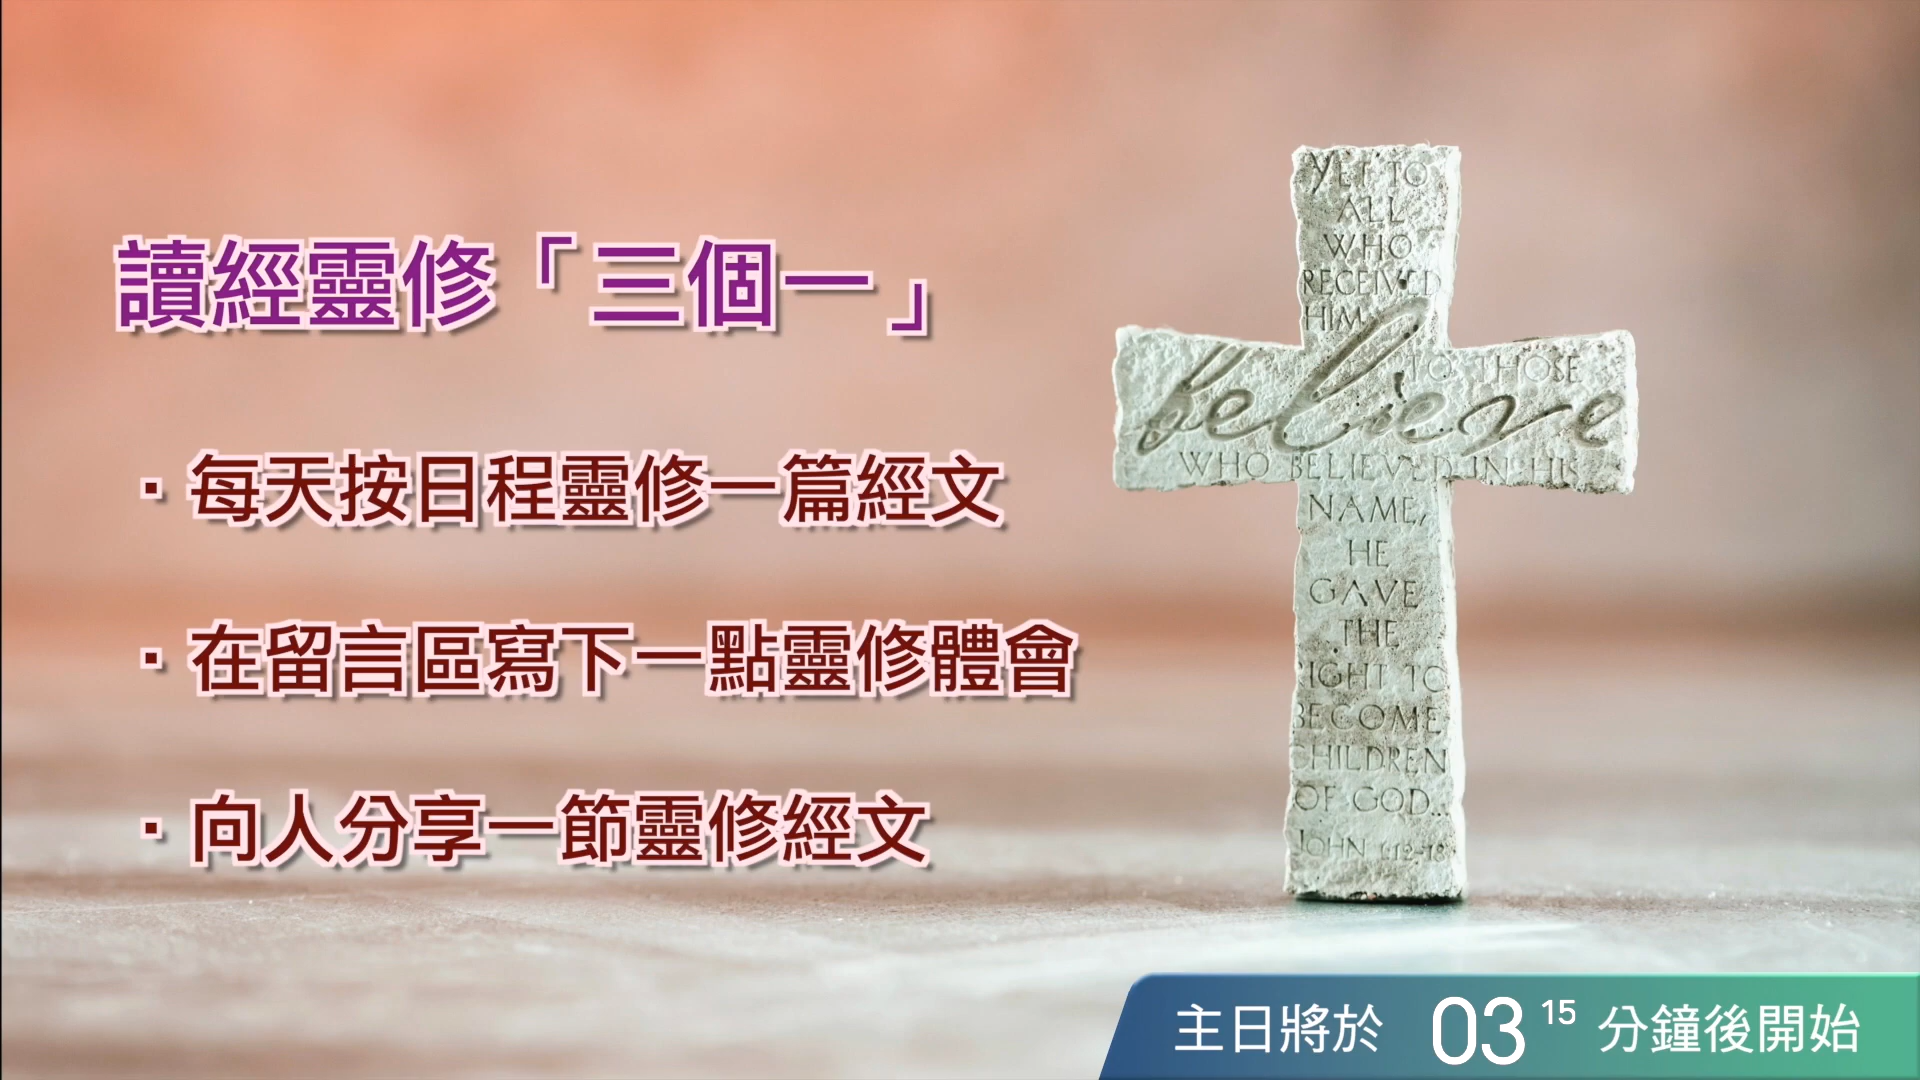 讀經靈修「三個一」
·每天按日程靈修一篇經文
·在留言區寫下一點靈修體會
·向人分享一節靈修經文
YET TO
ALL
WHO
RECEIVED
HIM
TO THOSE
believe
WHO BELIEVED IN HIS
NAME,
HE
GAVE
THE
RIGHT TO
BECOME
CHILDREN
OF GOD...
JOHN
主日將於 03 15 分鐘後開始